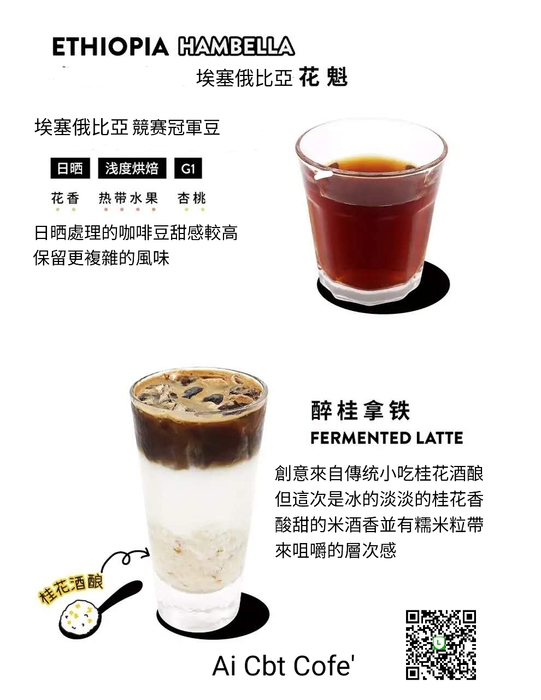 ETHIOPIA HAMBELLA
埃塞俄比亞 花魁
埃塞俄比亞 競賽冠軍豆
日晒 浅度烘焙 G1
花香 热带水果 杏桃
日晒處理的咖啡豆甜感較高
保留更複雜的風味
醉桂拿铁
FERMENTED LATTE
創意來自傳统小吃桂花酒酿
但這次是冰的淡淡的桂花香
酸甜的米酒香並有糯米粒帶
來咀嚼的層次感
桂花酒酿
Ai Cbt Cofe'